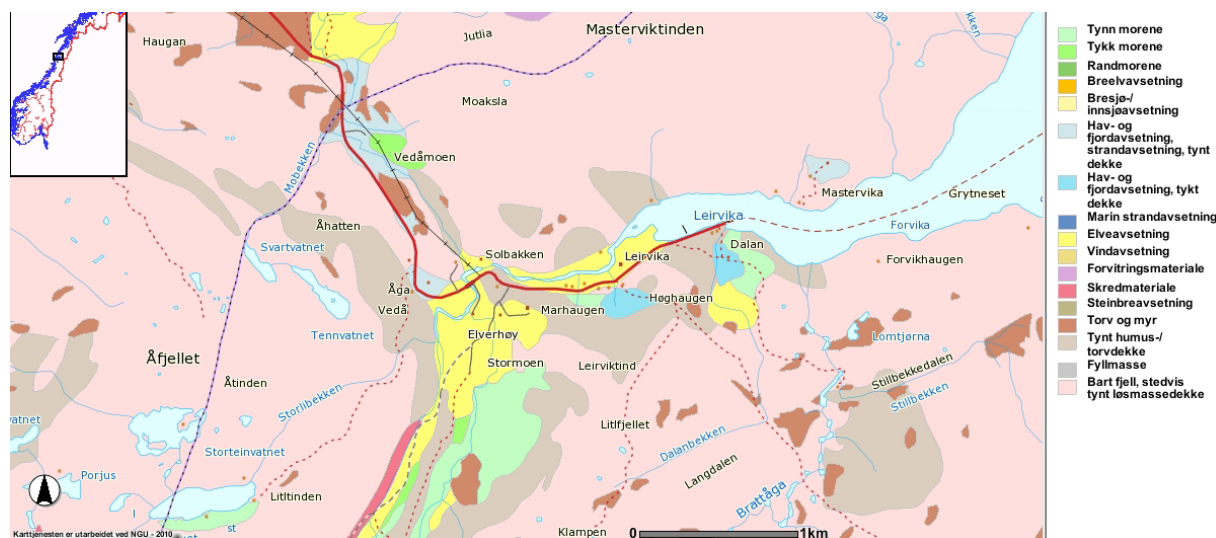 Haugan
Jutlia
Masterviktinden
Moaksla
Vedåmoen
Mobekken
Åhatten
Svartvatnet
Solbakken
Leirvika
Mastervika
Grytneset
Forvika
Dalan
Leirvika
Forvikhaugen
Åga
Vedå
Marhaugen
Høghaugen
Tennvatnet
Elverhøy
Lomtjørna
Åfjellet
Stormoen
Leirviktind
Stillbekkedalen
Åtinden
Stillbekken
Storlibekken
Litlfjellet
vatnet
Storteinvatnet
Dalanbekken
Porjus
Langdalen
Litltinden
Brattåga
l
st
Klampen
0 1km
Karttjenesten er utarbeidet ved NGU - 2010
Tynn morene
Tykk morene
Randmorene
Breelvavsetning
Bresjø-/
innsjøavsetning
Hav- og
fjordavsetning,
strandavsetning, tynt
dekke
Hav- og
fjordavsetning, tykt
dekke
Marin strandavsetning
Elveavsetning
Vindavsetning
Forvitringsmateriale
Skredmateriale
Steinbreavsetning
Torv og myr
Tynt humus-/
torvdekke
Fyllmasse
Bart fjell, stedvis
tynt løsmassedekke